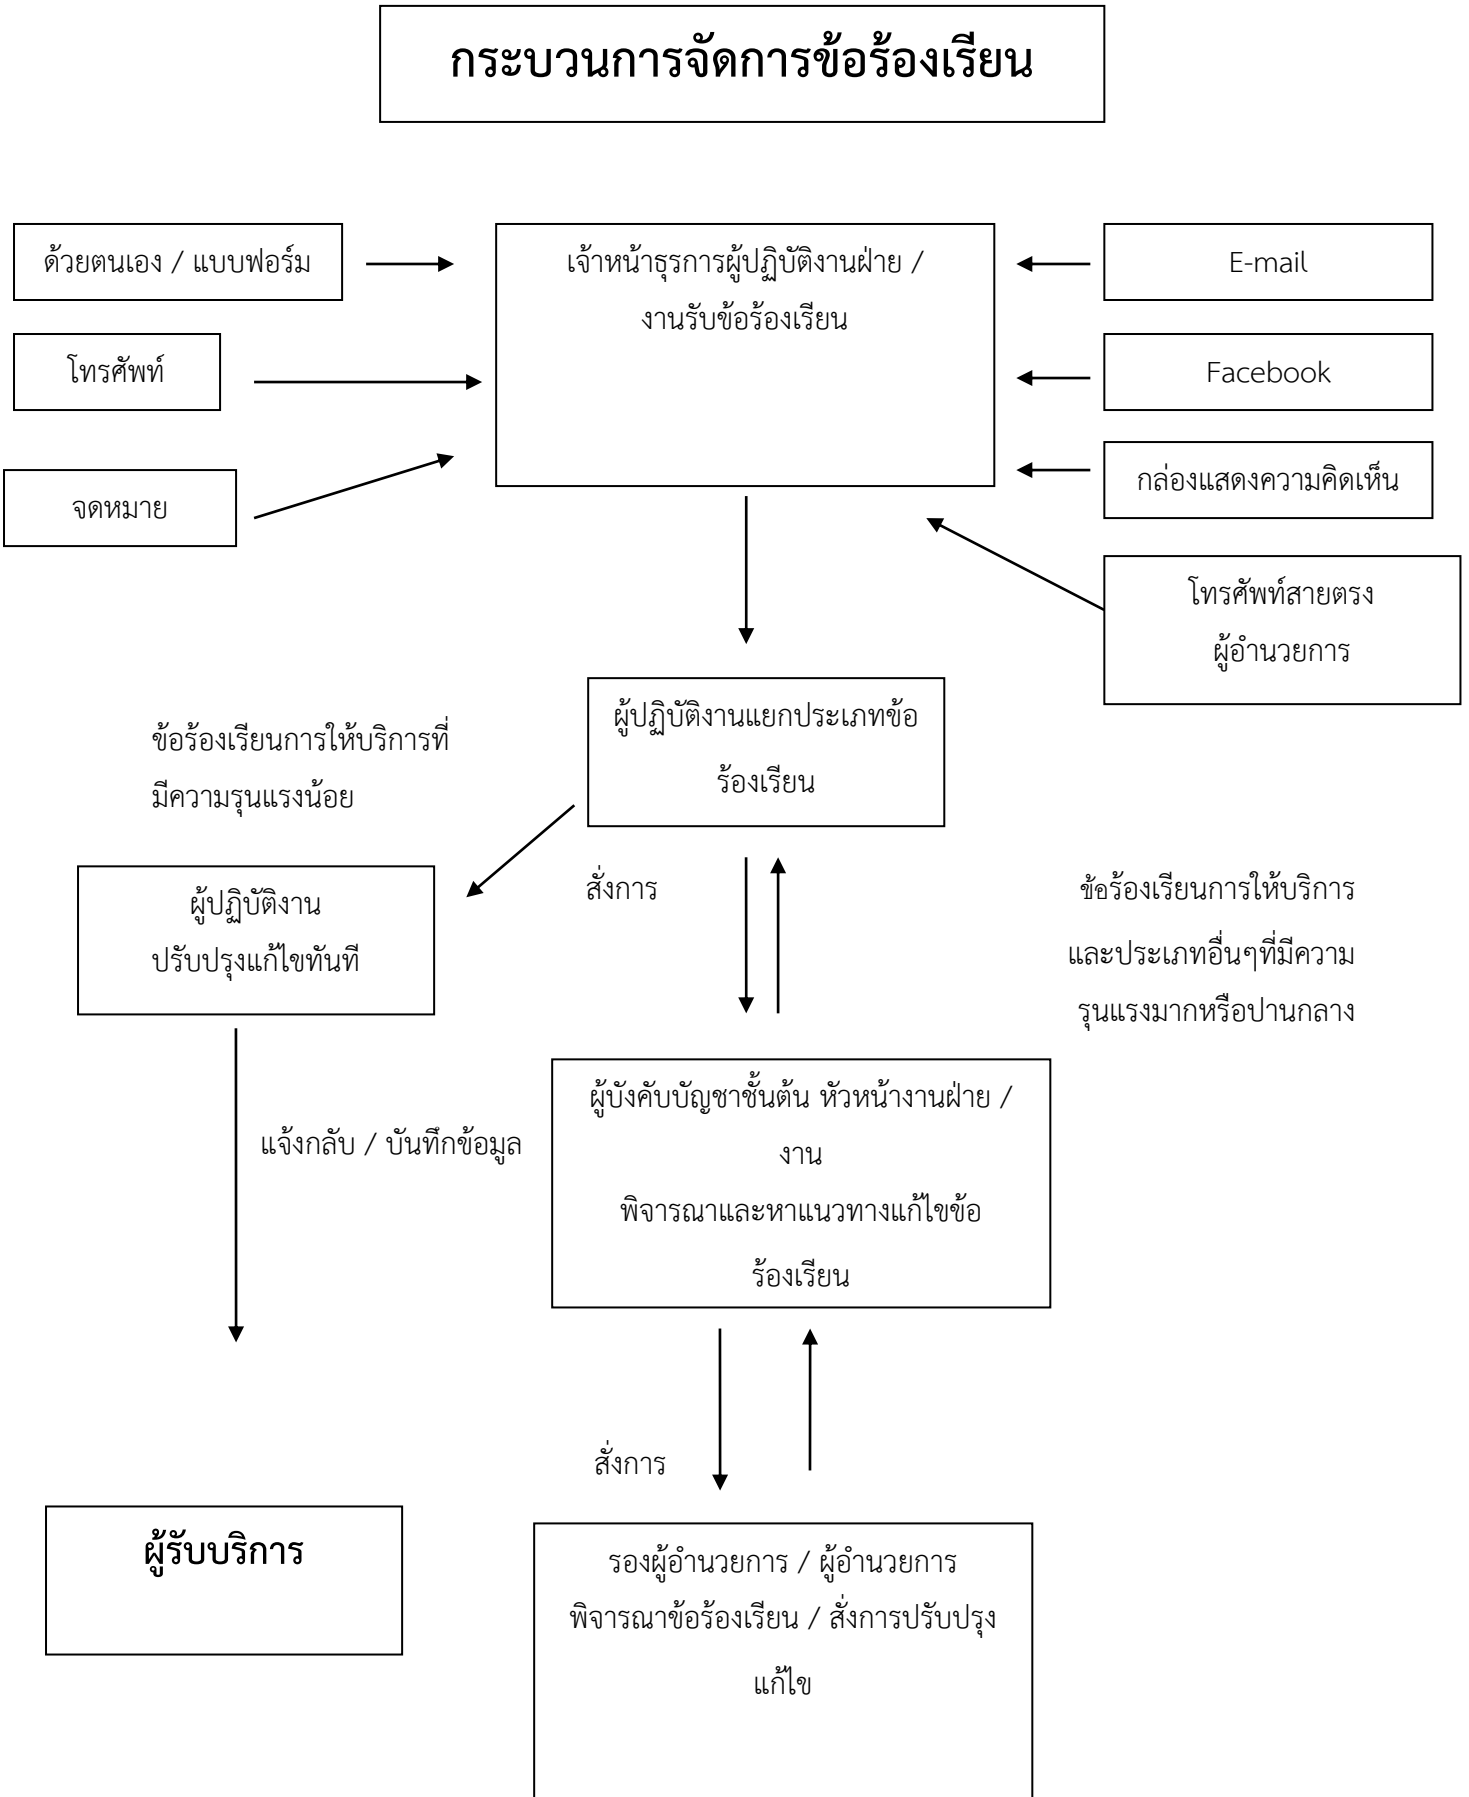 กระบวนการจัดการข้อร้องเรียน
ด้วยตนเอง / แบบฟอร์ม
โทรศัพท์
จดหมาย
เจ้าหน้าธุรการผู้ปฏิบัติงานฝ่าย /
งานรับข้อร้องเรียน
E-mail
Facebook
กล่องแสดงความคิดเห็น
โทรศัพท์สายตรง
ผู้อำนวยการ
ผู้ปฏิบัติงานแยกประเภทข้อ
ร้องเรียน
ข้อร้องเรียนการให้บริการที่
มีความรุนแรงน้อย
ผู้ปฏิบัติงาน
ปรับปรุงแก้ไขทันที
สั่งการ
ข้อร้องเรียนการให้บริการ
และประเภทอื่นๆที่มีความ
รุนแรงมากหรือปานกลาง
แจ้งกลับ / บันทึกข้อมูล
ผู้บังคับบัญชาชั้นต้น หัวหน้างานฝ่าย /
งาน
พิจารณาและหาแนวทางแก้ไขข้อ
ร้องเรียน
สั่งการ
ผู้รับบริการ
รองผู้อำนวยการ / ผู้อำนวยการ
พิจารณาข้อร้องเรียน / สั่งการปรับปรุง
แก้ไข